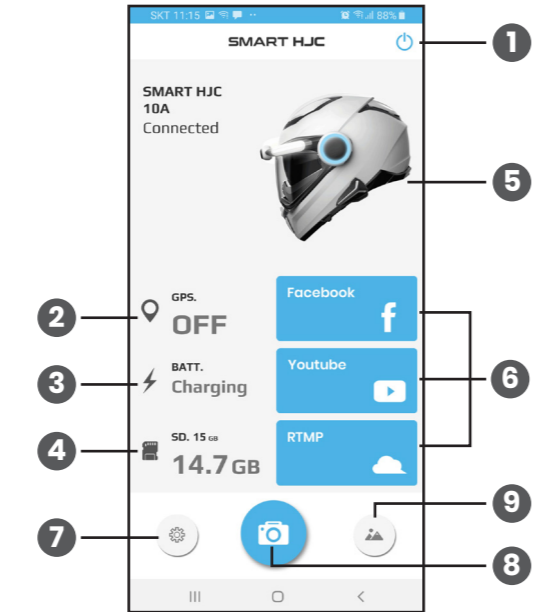 SKT 11:15
88%
SMART HJC
1
SMART HJC
10A
Connected
5
2
GPS.
OFF
Facebook
f
3
BATT.
Charging
Youtube
6
4
SD. 15 GB
14.7 GB
RTMP
7
9
8